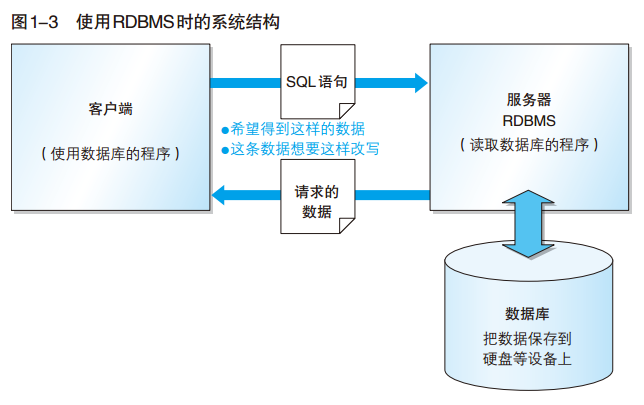 图1-3 使用RDBMS时的系统结构
客户端
（使用数据库的程序）
SQL语句
●希望得到这样的数据
●这条数据想要这样改写
请求的
数据
服务器
RDBMS
（读取数据库的程序）
数据库
把数据保存到
硬盘等设备上